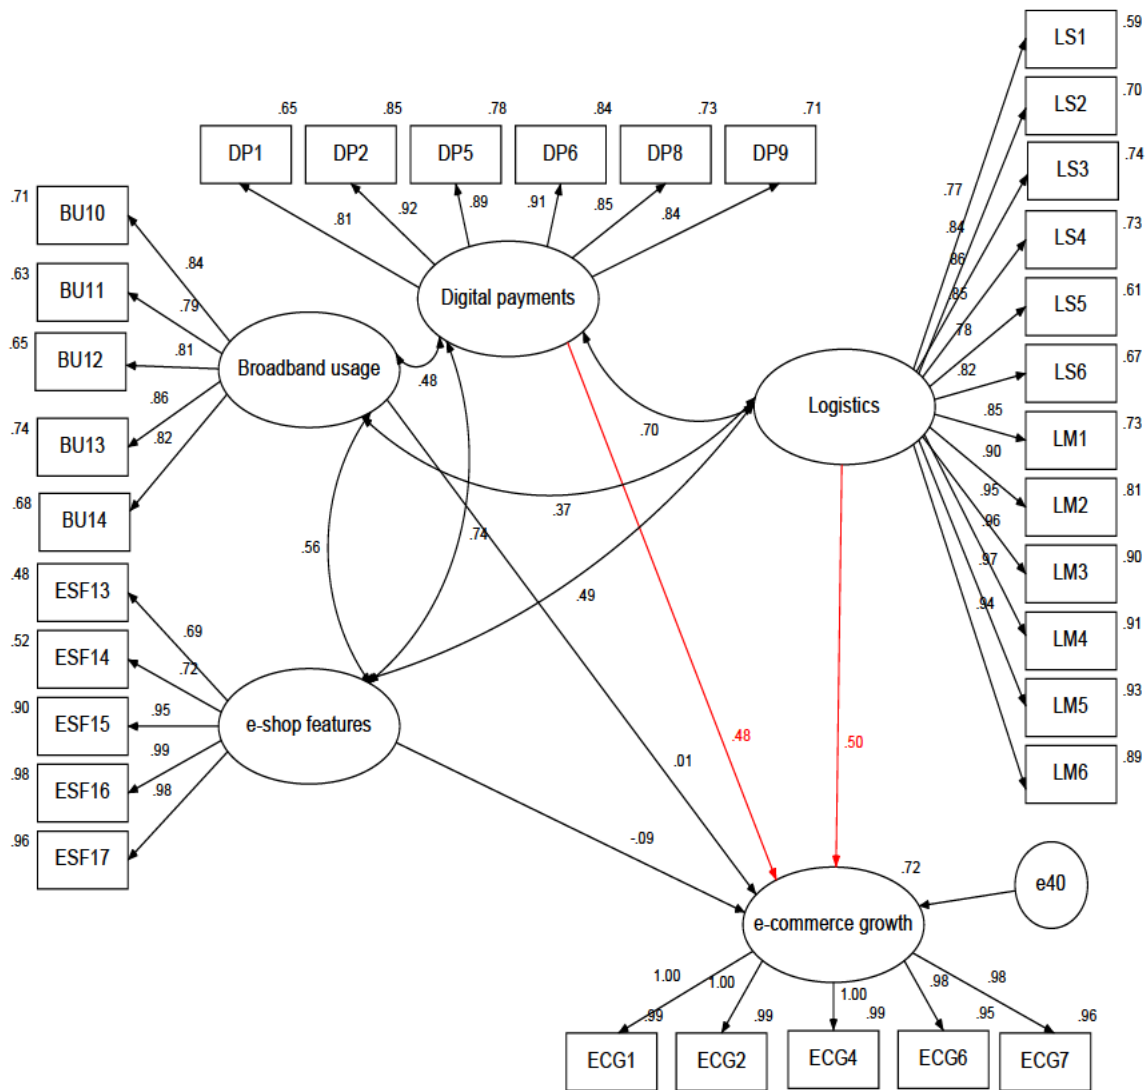 .59
LS1
.70
LS2
.74
LS3
.73
LS4
.61
LS5
.67
LS6
.73
LM1
.81
LM2
.90
LM3
.91
LM4
.93
LM5
.89
LM6
.77
.84
.86
.85
.78
.82
.85
.90
.95
.96
.97
.94
Logistics
.65
.85
.78
.84
.73
.71
DP1
DP2
DP5
DP6
DP8
DP9
.81
.92
.89
.91
.85
.84
Digital payments
.71
BU10
.63
BU11
.65
BU12
.74
BU13
.68
BU14
.84
.79
.81
.86
.82
Broadband usage
.48
.70
.37
.74
.56
.49
.48
ESF13
.52
ESF14
.90
ESF15
.98
ESF16
.96
ESF17
.69
.72
.95
.99
.98
e-shop features
.48
.50
.01
-.09
.72
e40
e-commerce growth
1.00
1.00
1.00
.98
.98
.99
.99
.99
.95
.96
ECG1
ECG2
ECG4
ECG6
ECG7